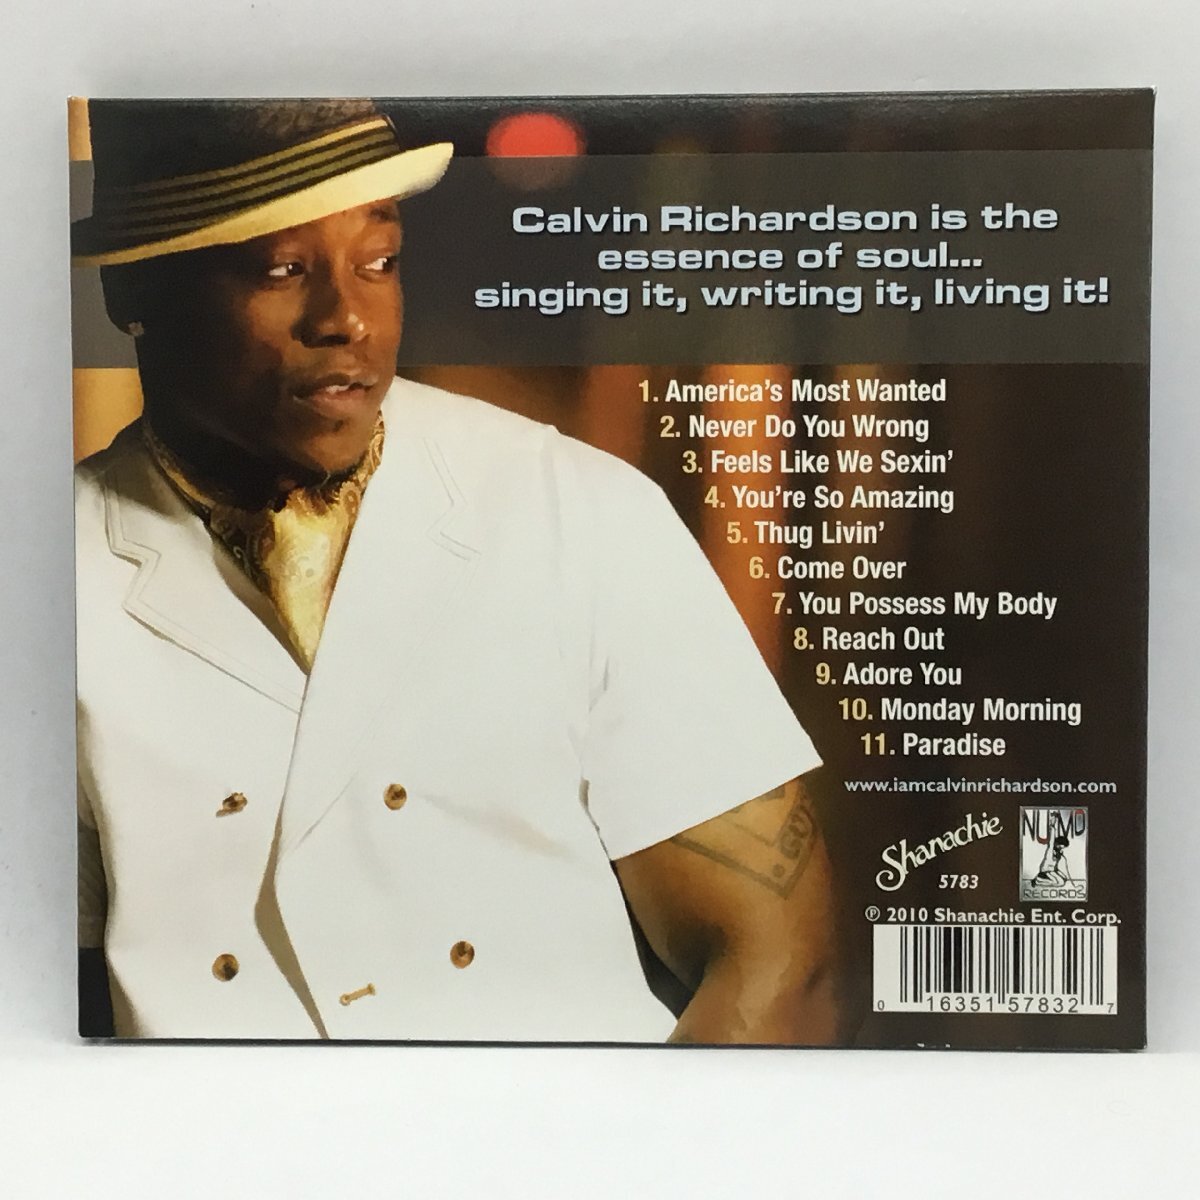 Calvin Richardson is the
essence of soul...
singing it, writing it, living it!
1. America's Most Wanted
2. Never Do You Wrong
3. Feels Like We Sexin'
4. You're So Amazing
5. Thug Livin'
6. Come Over
7. You Possess My Body
8. Reach Out
9. Adore You
10. Monday Morning
11. Paradise
www.iamcalvinrichardson.com
Shanachie
5783
NUMO
RECORDS
℗ 2010 Shanachie Ent. Corp.
0 16351 57832 7